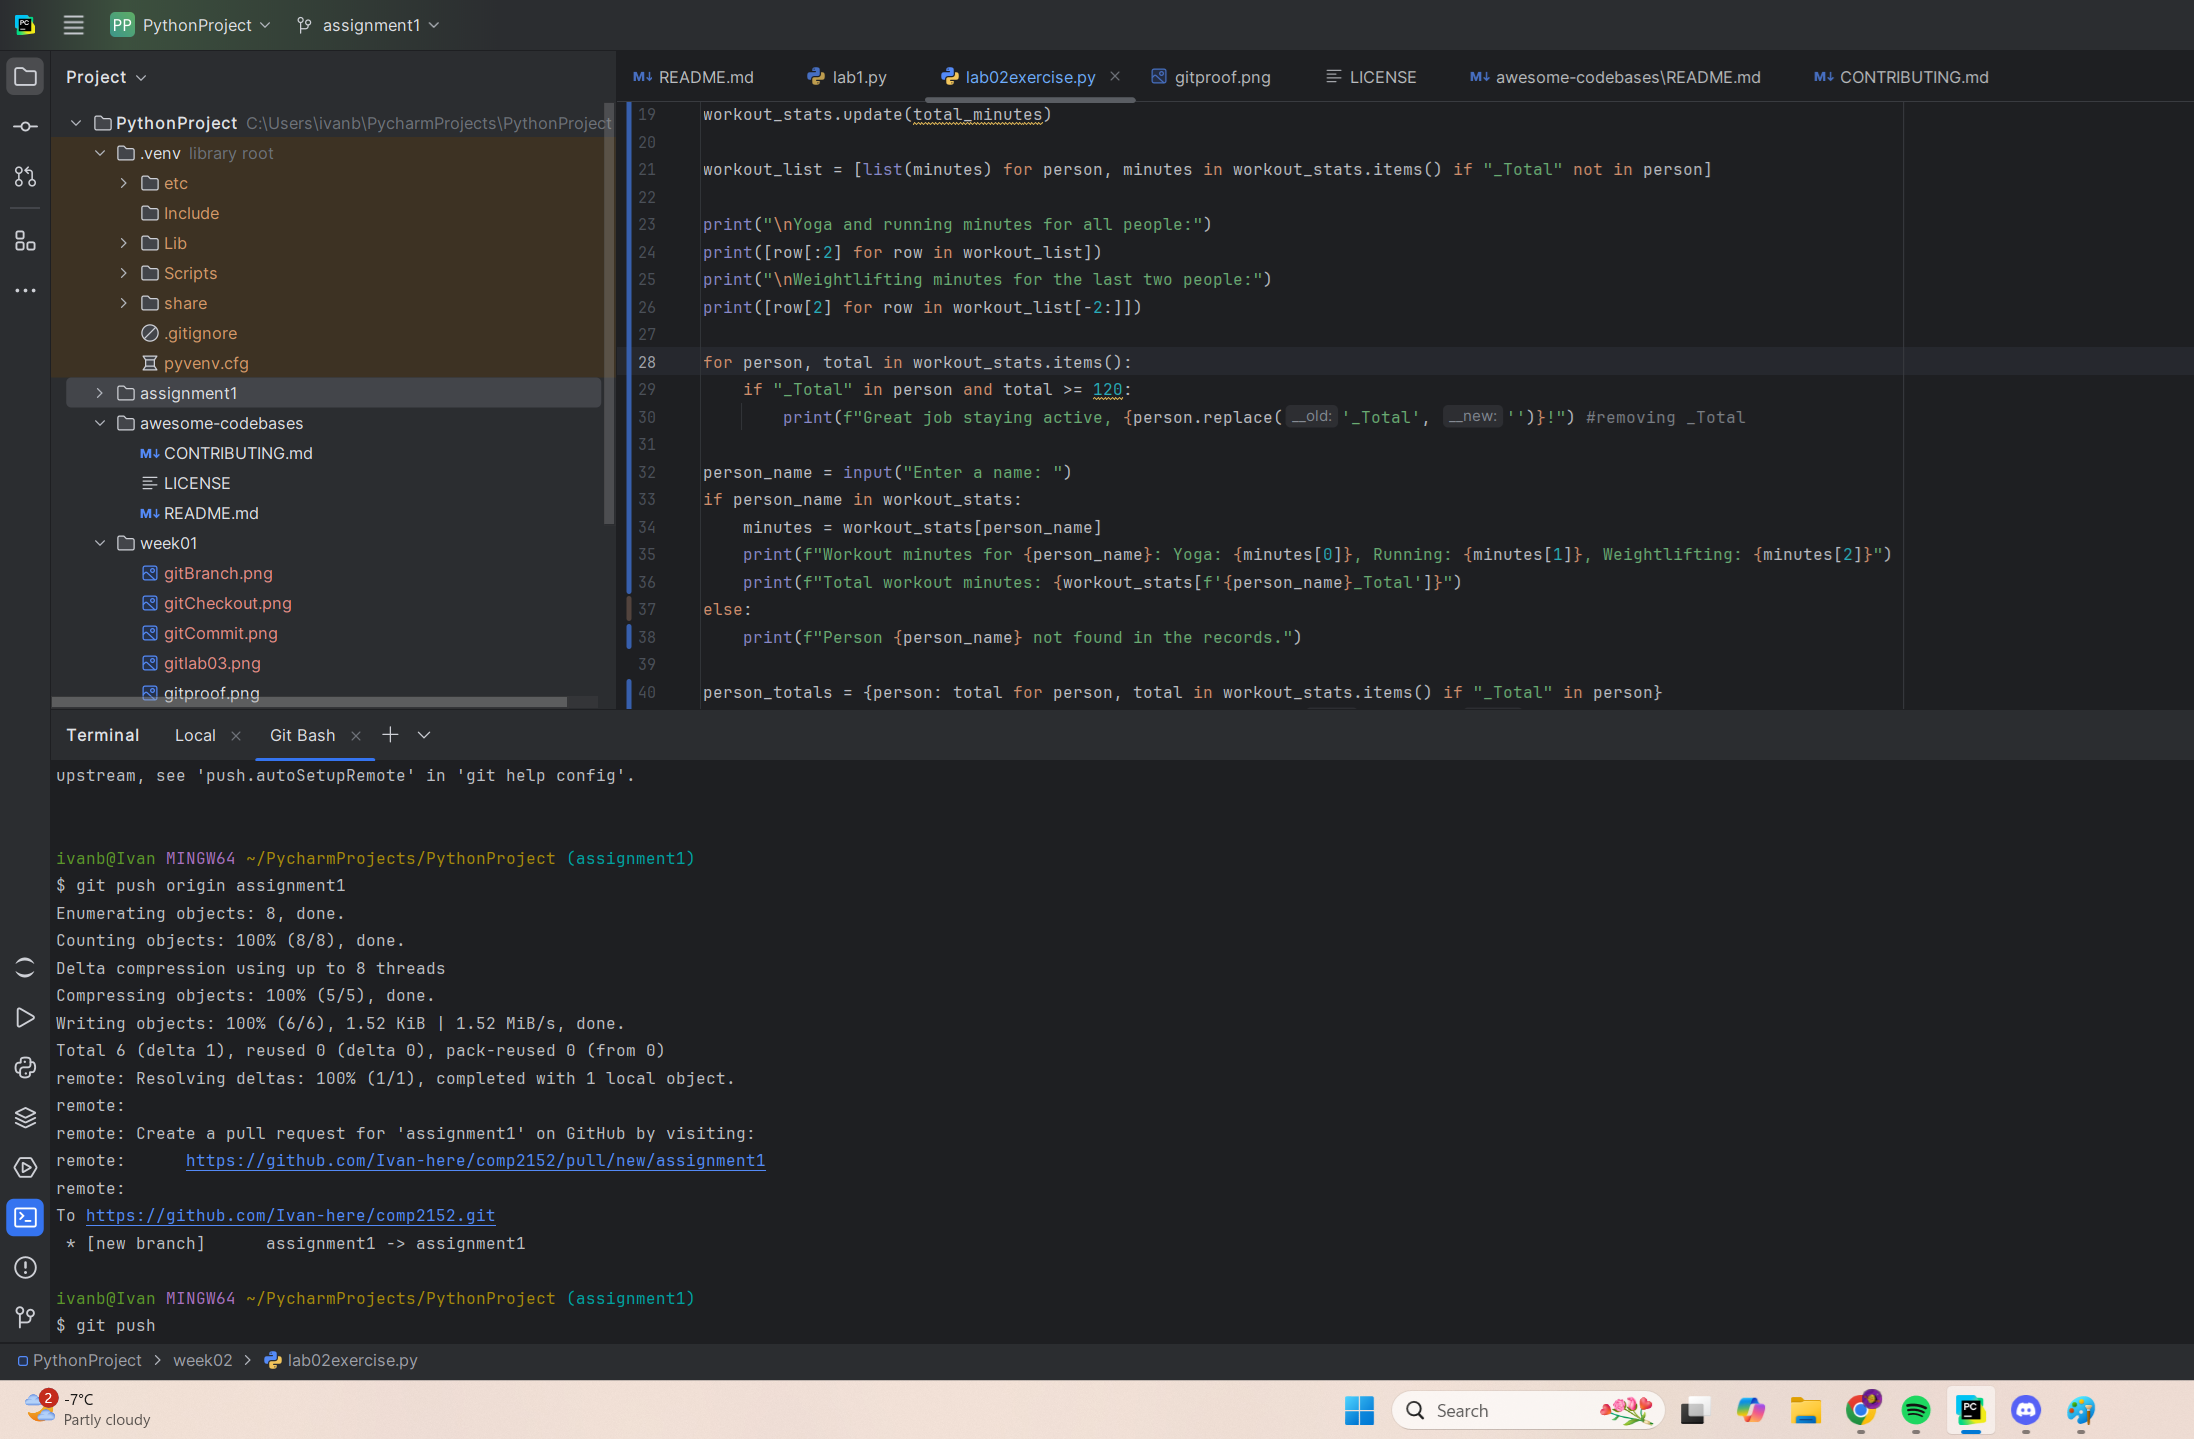 PC
PP PythonProject
assignment1
Project
README.md
lab1.py
lab02exercise.py
gitproof.png
LICENSE
awesome-codebases\README.md
CONTRIBUTING.md
PythonProject C:\Users\ivanb\PycharmProjects\PythonProject
.venv library root
etc
Include
Lib
Scripts
share
.gitignore
pyvenv.cfg
assignment1
awesome-codebases
CONTRIBUTING.md
LICENSE
README.md
week01
gitBranch.png
gitCheckout.png
gitCommit.png
gitlab03.png
gitproof.png
19 workout_stats.update(total_minutes)
20
21 workout_list = [list(minutes) for person, minutes in workout_stats.items() if "_Total" not in person]
22
23 print("\nYoga and running minutes for all people:")
24 print([row[:2] for row in workout_list])
25 print("\nWeightlifting minutes for the last two people:")
26 print([row[2] for row in workout_list[-2:]])
27
28 for person, total in workout_stats.items():
29 if "_Total" in person and total >= 120:
30 print(f"Great job staying active, {person.replace( __old: '_Total', __new: '')}!") #removing _Total
31
32 person_name = input("Enter a name: ")
33 if person_name in workout_stats:
34 minutes = workout_stats[person_name]
35 print(f"Workout minutes for {person_name}: Yoga: {minutes[0]}, Running: {minutes[1]}, Weightlifting: {minutes[2]}")
36 print(f"Total workout minutes: {workout_stats[f'{person_name}_Total']}")
37 else:
38 print(f"Person {person_name} not found in the records.")
39
40 person_totals = {person: total for person, total in workout_stats.items() if "_Total" in person}
Terminal Local Git Bash
upstream, see 'push.autoSetupRemote' in 'git help config'.
ivanb@Ivan MINGW64 ~/PycharmProjects/PythonProject (assignment1)
$ git push origin assignment1
Enumerating objects: 8, done.
Counting objects: 100% (8/8), done.
Delta compression using up to 8 threads
Compressing objects: 100% (5/5), done.
Writing objects: 100% (6/6), 1.52 KiB | 1.52 MiB/s, done.
Total 6 (delta 1), reused 0 (delta 0), pack-reused 0 (from 0)
remote: Resolving deltas: 100% (1/1), completed with 1 local object.
remote:
remote: Create a pull request for 'assignment1' on GitHub by visiting:
remote:      https://github.com/Ivan-here/comp2152/pull/new/assignment1
remote:
To https://github.com/Ivan-here/comp2152.git
 * [new branch]      assignment1 -> assignment1
ivanb@Ivan MINGW64 ~/PycharmProjects/PythonProject (assignment1)
$ git push
PythonProject > week02 > lab02exercise.py
2
-7°C
Partly cloudy
Search
PC